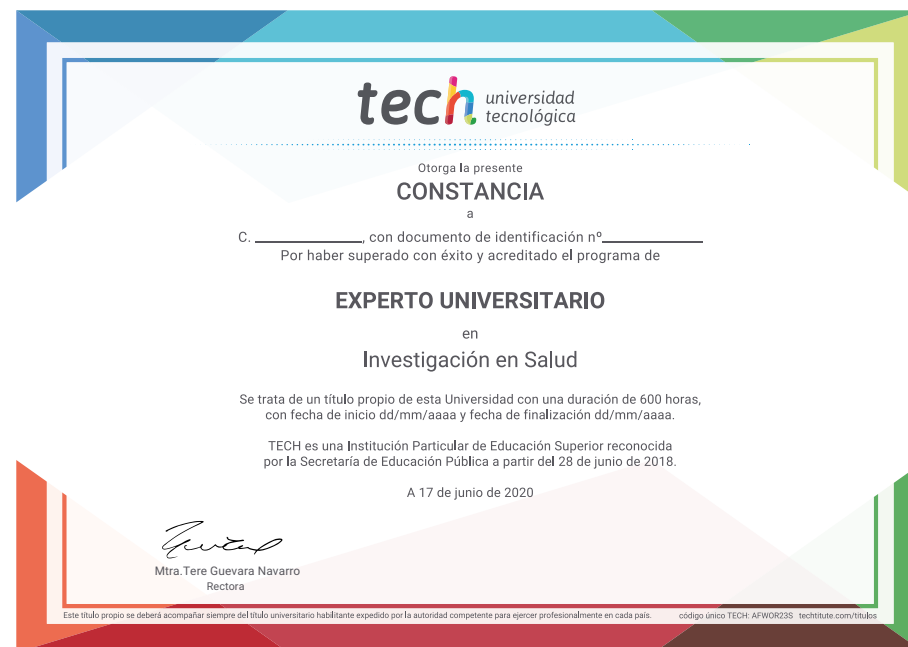 tech universidad
tecnológica
Otorga la presente
CONSTANCIA
a
C. ______________, con documento de identificación nº______________
Por haber superado con éxito y acreditado el programa de
EXPERTO UNIVERSITARIO
en
Investigación en Salud
Se trata de un título propio de esta Universidad con una duración de 600 horas,
con fecha de inicio dd/mm/aaaa y fecha de finalización dd/mm/aaaa.
TECH es una Institución Particular de Educación Superior reconocida
por la Secretaría de Educación Pública a partir del 28 de junio de 2018.
A 17 de junio de 2020
Mtra.Tere Guevara Navarro
Rectora
Este título propio se deberá acompañar siempre del título universitario habilitante expedido por la autoridad competente para ejercer profesionalmente en cada país. código único TECH: AFWOR23S techtitute.com/titulos